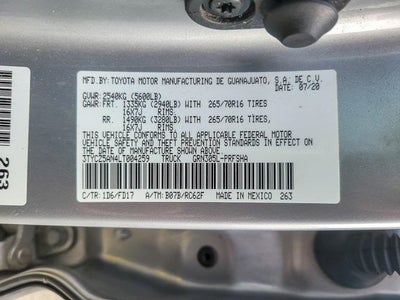 MFD.BY:TOYOTA MOTOR MANUFACTURING DE GUANAJUATO, S.A. DE C.V.
DATE: 07/20
GVWR: 2540KG (5600LB)
GAWR: FRT. 1335KG (2940LB) WITH 265/70R16 TIRES
16X7J RIMS
RR. 1490KG (3280LB) WITH 265/70R16 TIRES,
16X7J RIMS
THIS VEHICLE CONFORMS TO ALL APPLICABLE FEDERAL MOTOR
VEHICLE SAFETY AND THEFT PREVENTION STANDARDS IN EFFECT
ON THE DATE OF MANUFACTURE SHOWN ABOVE.
3TYCZ5AN4LT004259 TRUCK GRN305L-PRFSHA
C/TR: 1D6/FD17 A/TM: B07B/RC62F MADE IN MEXICO 263
263